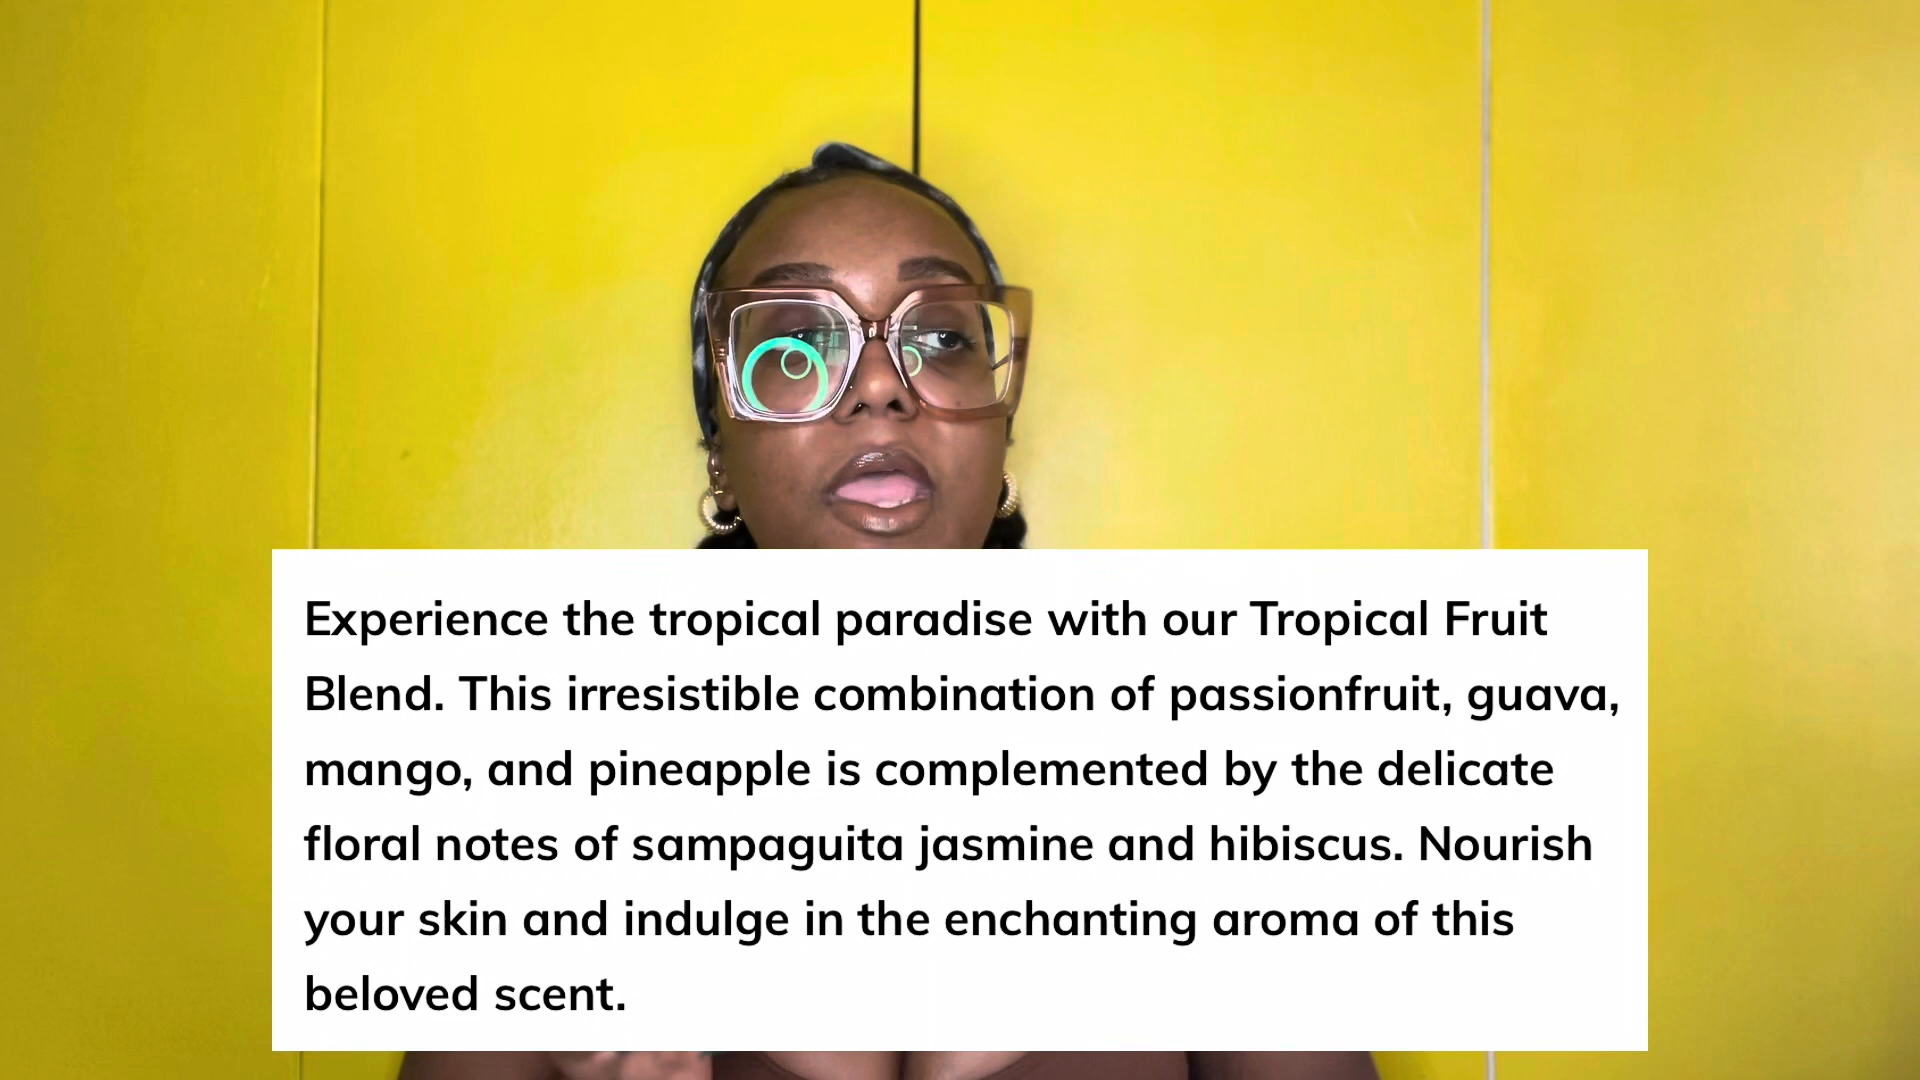 Experience the tropical paradise with our Tropical Fruit
Blend. This irresistible combination of passionfruit, guava,
mango, and pineapple is complemented by the delicate
floral notes of sampaguita jasmine and hibiscus. Nourish
your skin and indulge in the enchanting aroma of this
beloved scent.